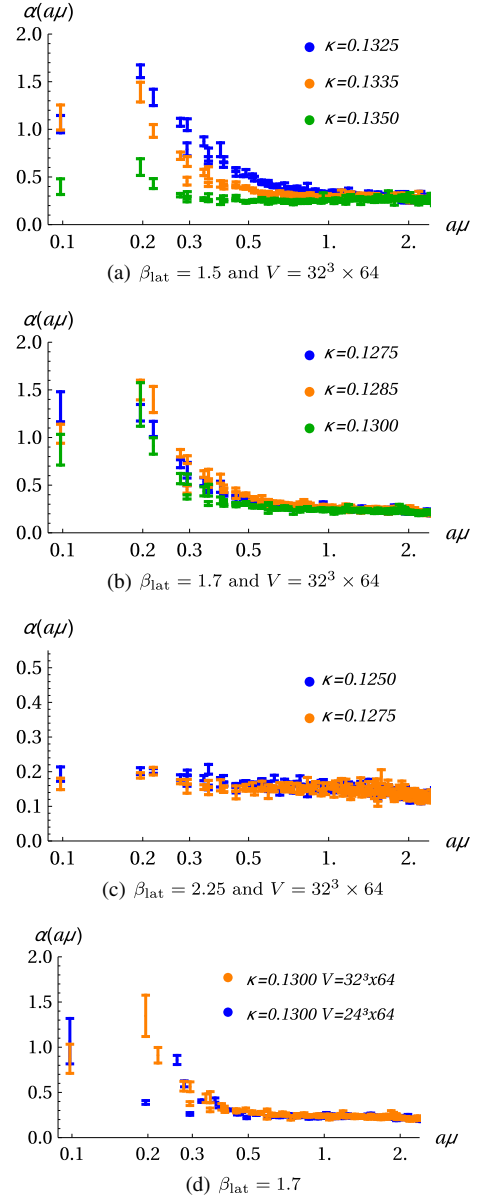 α(aμ)
2.0
κ=0.1325
κ=0.1335
1.5
κ=0.1350
1.0
0.5
0.0
0.1 0.2 0.3 0.5 1. 2. aμ
(a) β_lat = 1.5 and V = 32³ × 64
α(aμ)
2.0
κ=0.1275
κ=0.1285
1.5
κ=0.1300
1.0
0.5
0.0
0.1 0.2 0.3 0.5 1. 2. aμ
(b) β_lat = 1.7 and V = 32³ × 64
α(aμ)
0.5
κ=0.1250
0.4
κ=0.1275
0.3
0.2
0.1
0.0
0.1 0.2 0.3 0.5 1. 2. aμ
(c) β_lat = 2.25 and V = 32³ × 64
α(aμ)
2.0
κ=0.1300 V=32³x64
1.5
κ=0.1300 V=24³x64
1.0
0.5
0.0
0.1 0.2 0.3 0.5 1. 2. aμ
(d) β_lat = 1.7